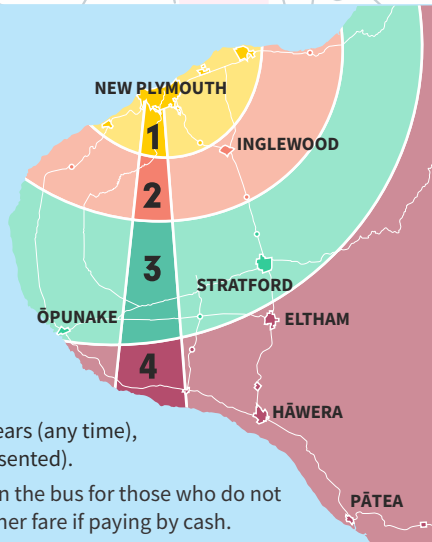 NEW PLYMOUTH
1
INGLEWOOD
2
3
STRATFORD
ŌPUNAKE
ELTHAM
4
HĀWERA
ears (any time),
sented).
n the bus for those who do not
her fare if paying by cash.
PĀTEA